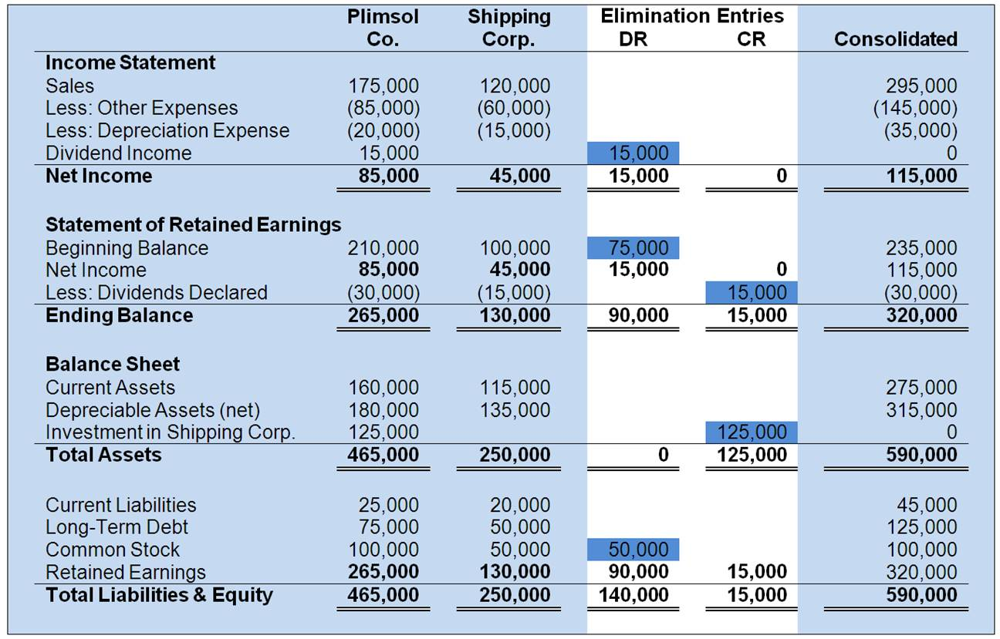 Plimsol Shipping Elimination Entries
Co. Corp. DR CR Consolidated
Income Statement
Sales 175,000 120,000 295,000
Less: Other Expenses (85,000) (60,000) (145,000)
Less: Depreciation Expense (20,000) (15,000) (35,000)
Dividend Income 15,000 15,000 0
Net Income 85,000 45,000 15,000 0 115,000
Statement of Retained Earnings
Beginning Balance 210,000 100,000 75,000 235,000
Net Income 85,000 45,000 15,000 0 115,000
Less: Dividends Declared (30,000) (15,000) 15,000 (30,000)
Ending Balance 265,000 130,000 90,000 15,000 320,000
Balance Sheet
Current Assets 160,000 115,000 275,000
Depreciable Assets (net) 180,000 135,000 315,000
Investment in Shipping Corp. 125,000 125,000 0
Total Assets 465,000 250,000 0 125,000 590,000
Current Liabilities 25,000 20,000 45,000
Long-Term Debt 75,000 50,000 125,000
Common Stock 100,000 50,000 50,000 100,000
Retained Earnings 265,000 130,000 90,000 15,000 320,000
Total Liabilities & Equity 465,000 250,000 140,000 15,000 590,000